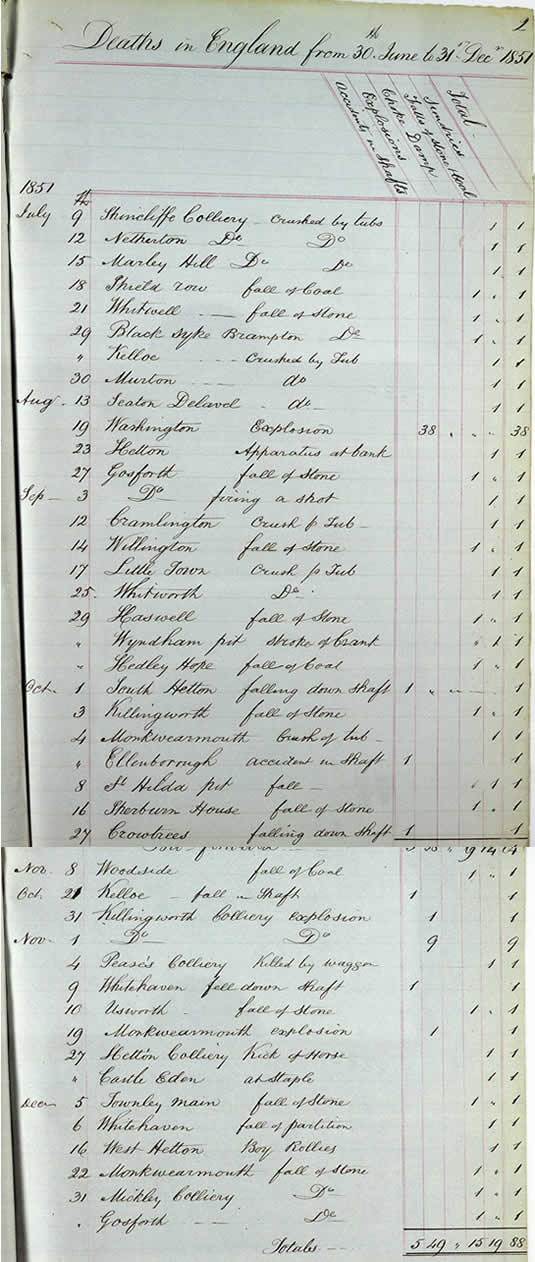 2
Deaths in England from 30th June to 31st Decr 1851
Accidents in Shafts
Explosions
Choke Damp
Falls of Stone & Coal
Sundries
Total
1851
July 9th Shincliffe Colliery - crushed by tubs 1 1
12 Netherton Do Do 1 1
15 Marley Hill Do Do 1 1
18 Shield row fall of Coal 1 " 1
21 Whitwell - fall of Stone 1 " 1
29 Black Syke Brampton Do 1 " 1
" Kelloe - crushed by Tub 1 1
30 Murton - do 1 1
Aug - 13 Seaton Delavel do - 1 1
19 Washington Explosion 38 " " " 38
23 Hetton Apparatus at bank 1 1
27 Gosforth fall of Stone 1 " 1
Sep - 3 Do - firing a shot 1 1
12 Cramlington Crush p Tub - 1 1
14 Willington fall of Stone 1 " 1
17 Little Town Crush p Tub 1 1
25 Whitworth Do 1 1
29 Haswell fall of Stone 1 " 1
" Wyndham pit stroke of Crank " 1 1
" Hedley Hope fall of Coal 1 " 1
Oct. 1 South Hetton falling down Shaft 1 " " - 1
3 Killingworth fall of Stone 1 " 1
4 Monkwearmouth Crush of tub - 1 1
" Ellenborough accident in Shaft 1 1
8 St Hilda pit fall - 1 1
16 Sherburn House fall of Stone 1 " 1
27 Crowtrees falling down Shaft 1 1
Nov. 8 Woodside fall of Coal 1 " 1
Oct. 21 Kelloe - fall in Shaft 1 1
31 Killingworth Colliery explosion 1 1
Nov - 1 Do Do 9 9
4 Pease's Colliery Killed by waggon 1 1
9 Whitehaven fell down Shaft 1 1
10 Usworth - fall of Stone 1 " 1
19 Monkwearmouth explosion 1 1
27 Hetton Colliery Kick of Horse 1 1
" Castle Eden at Staple 1 1
Decr 5 Townley Main fall of Stone 1 " 1
6 Whitehaven fall of partition 1 1
16 West Hetton Boy Rollies 1 1
22 Monkwearmouth fall of stone 1 " 1
31 Mickley Colliery Do 1 " 1
" Gosforth - Do 1 " 1
Totals - 5 49 " 15 19 88